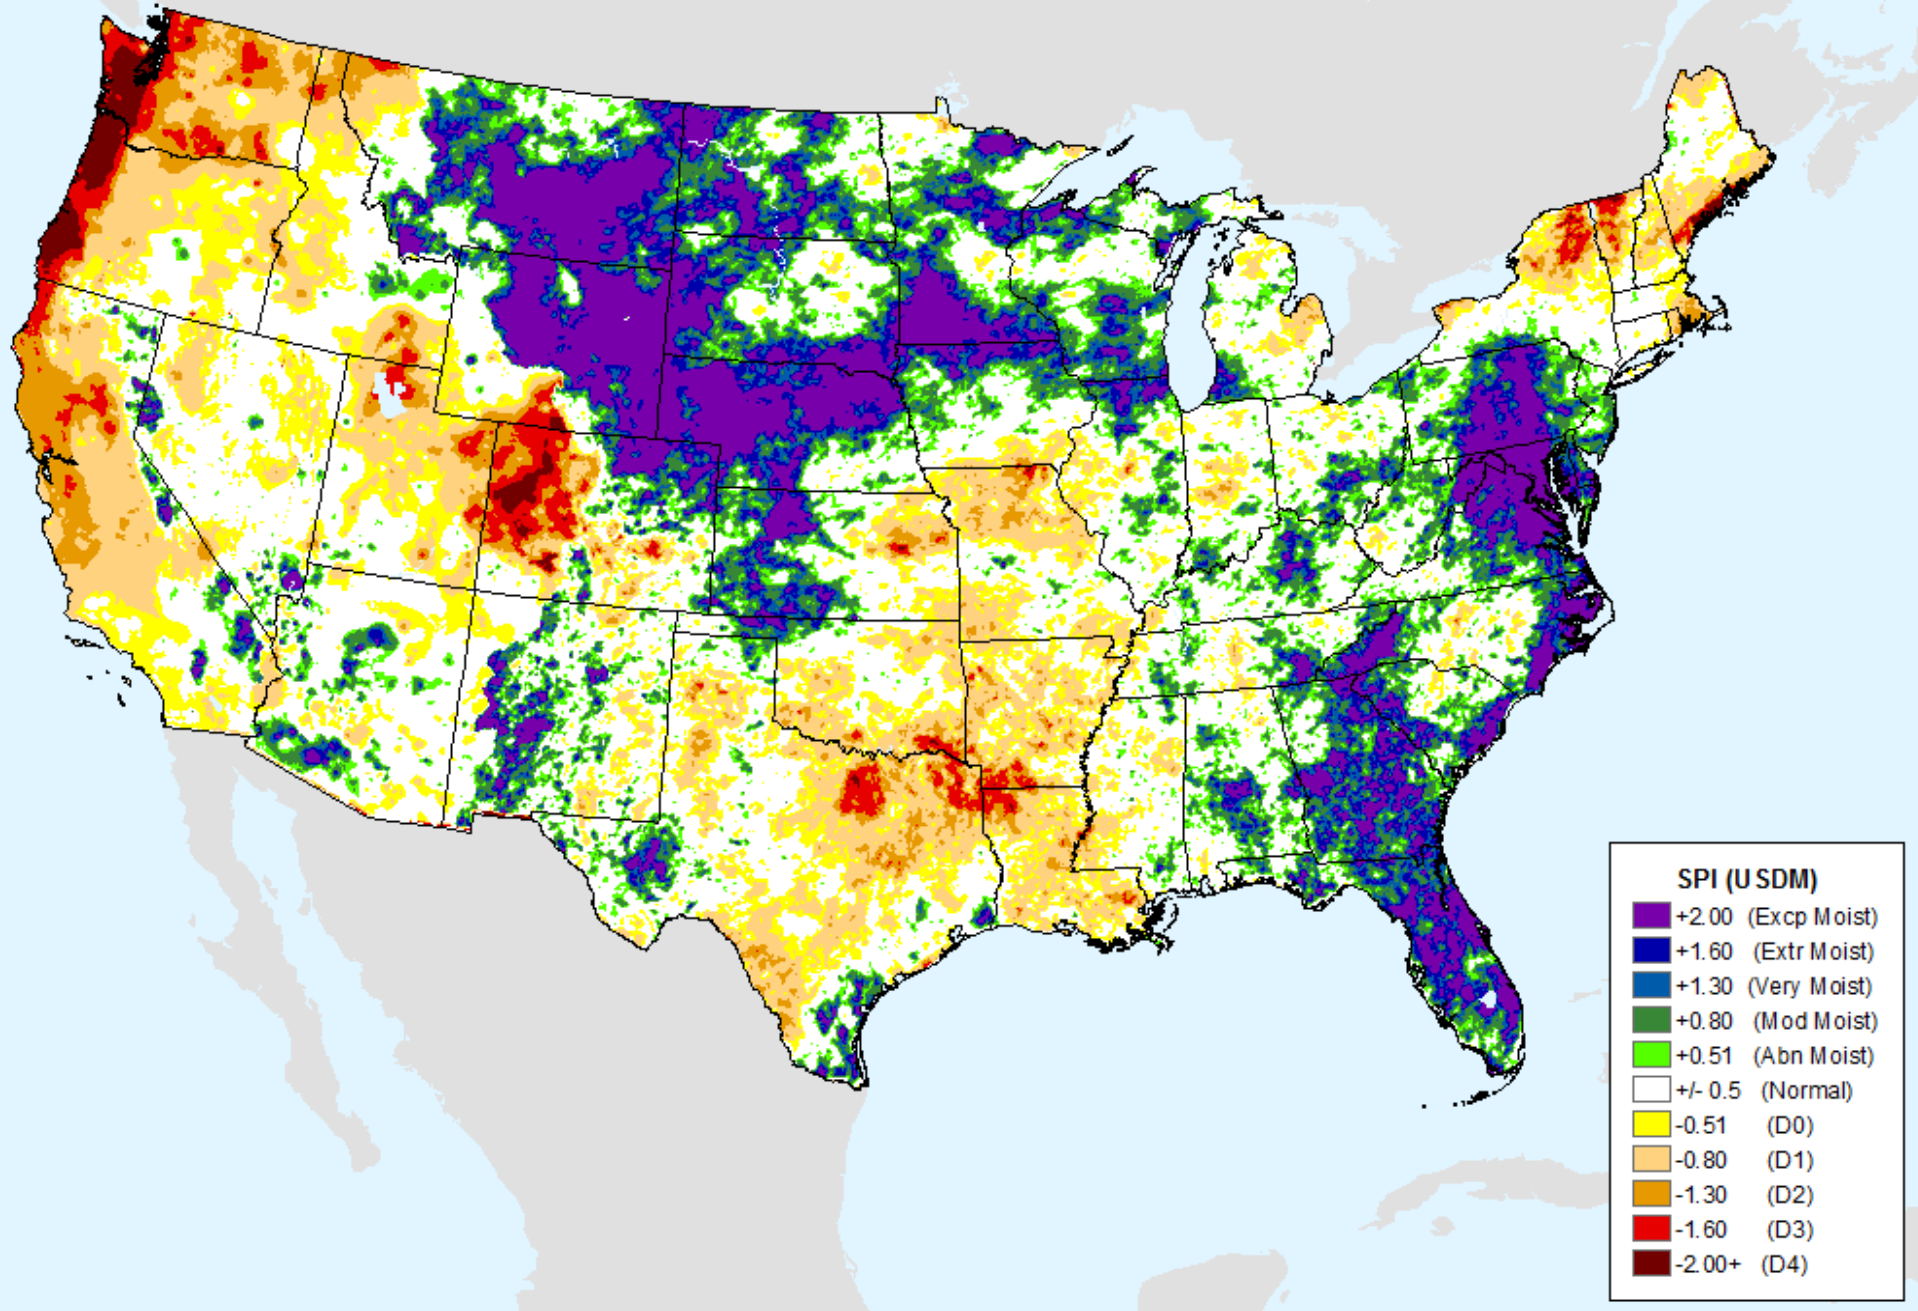 SPI (USDM)
+2.00 (Excp Moist)
+1.60 (Extr Moist)
+1.30 (Very Moist)
+0.80 (Mod Moist)
+0.51 (Abn Moist)
+/- 0.5 (Normal)
-0.51 (D0)
-0.80 (D1)
-1.30 (D2)
-1.60 (D3)
-2.00+ (D4)